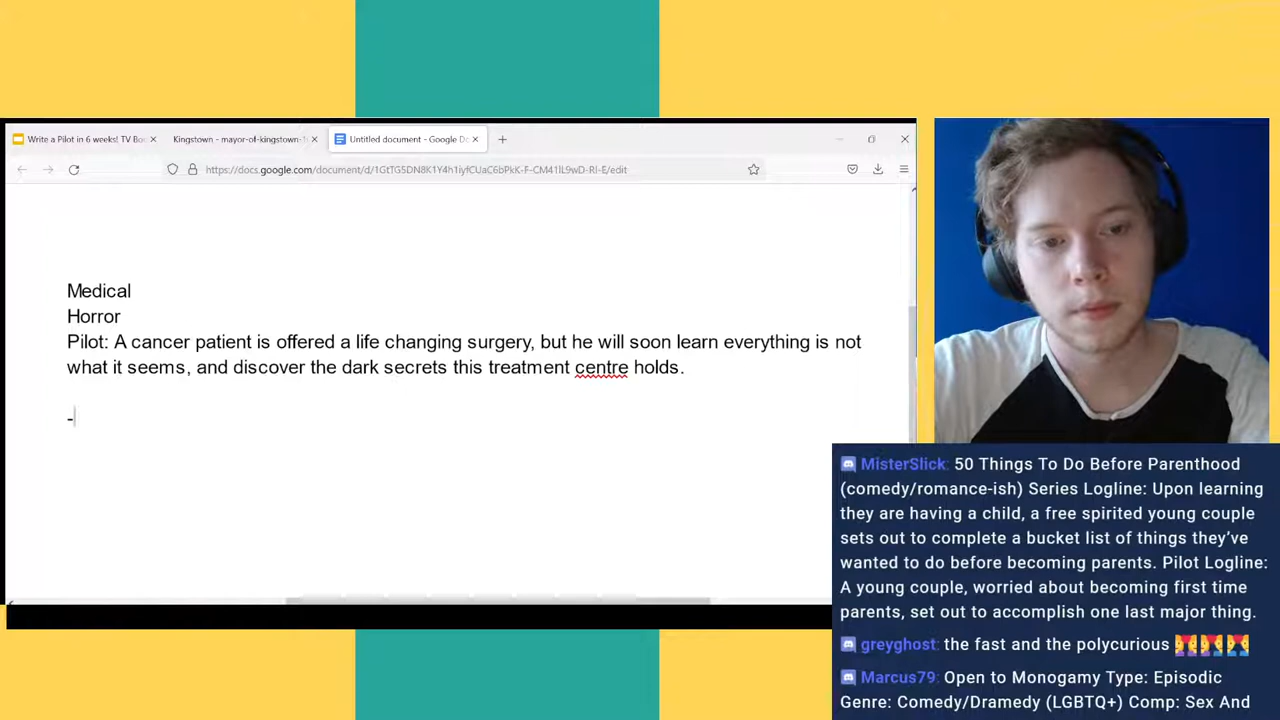 Write a Pilot in 6 weeks! TV Bo
Kingstown - mayor-of-kingstown-1
Untitled document - Google Do
https://docs.google.com/document/d/1GtTG5DN8K1Y4h1iyfCUaC6bPkK-F-CM41lL9wD-RI-E/edit
Medical
Horror
Pilot: A cancer patient is offered a life changing surgery, but he will soon learn everything is not
what it seems, and discover the dark secrets this treatment centre holds.
-
MisterSlick: 50 Things To Do Before Parenthood
(comedy/romance-ish) Series Logline: Upon learning
they are having a child, a free spirited young couple
sets out to complete a bucket list of things they've
wanted to do before becoming parents. Pilot Logline:
A young couple, worried about becoming first time
parents, set out to accomplish one last major thing.
greyghost: the fast and the polycurious
Marcus79: Open to Monogamy Type: Episodic
Genre: Comedy/Dramedy (LGBTQ+) Comp: Sex And